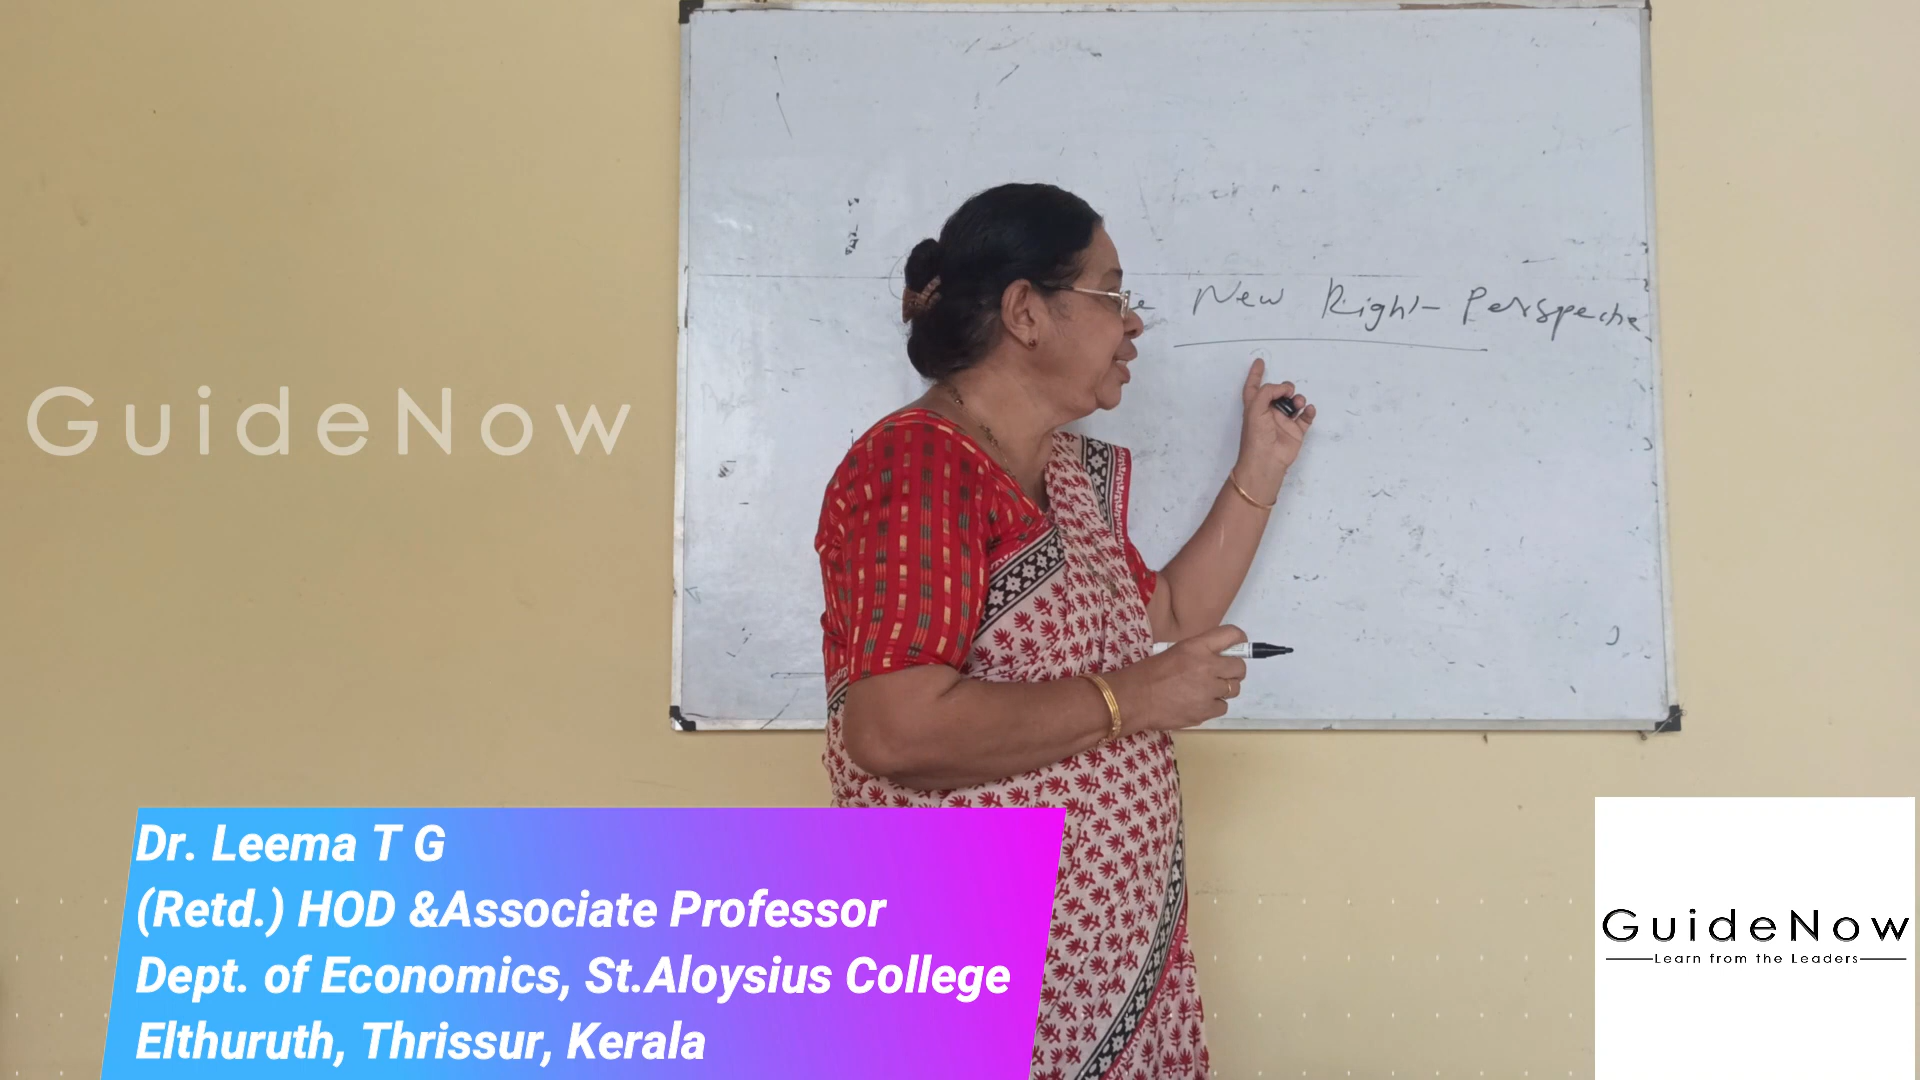 New Right Perspective
GuideNow
Dr. Leema T G
(Retd.) HOD &Associate Professor
Dept. of Economics, St.Aloysius College
Elthuruth, Thrissur, Kerala
GuideNow
Learn from the Leaders